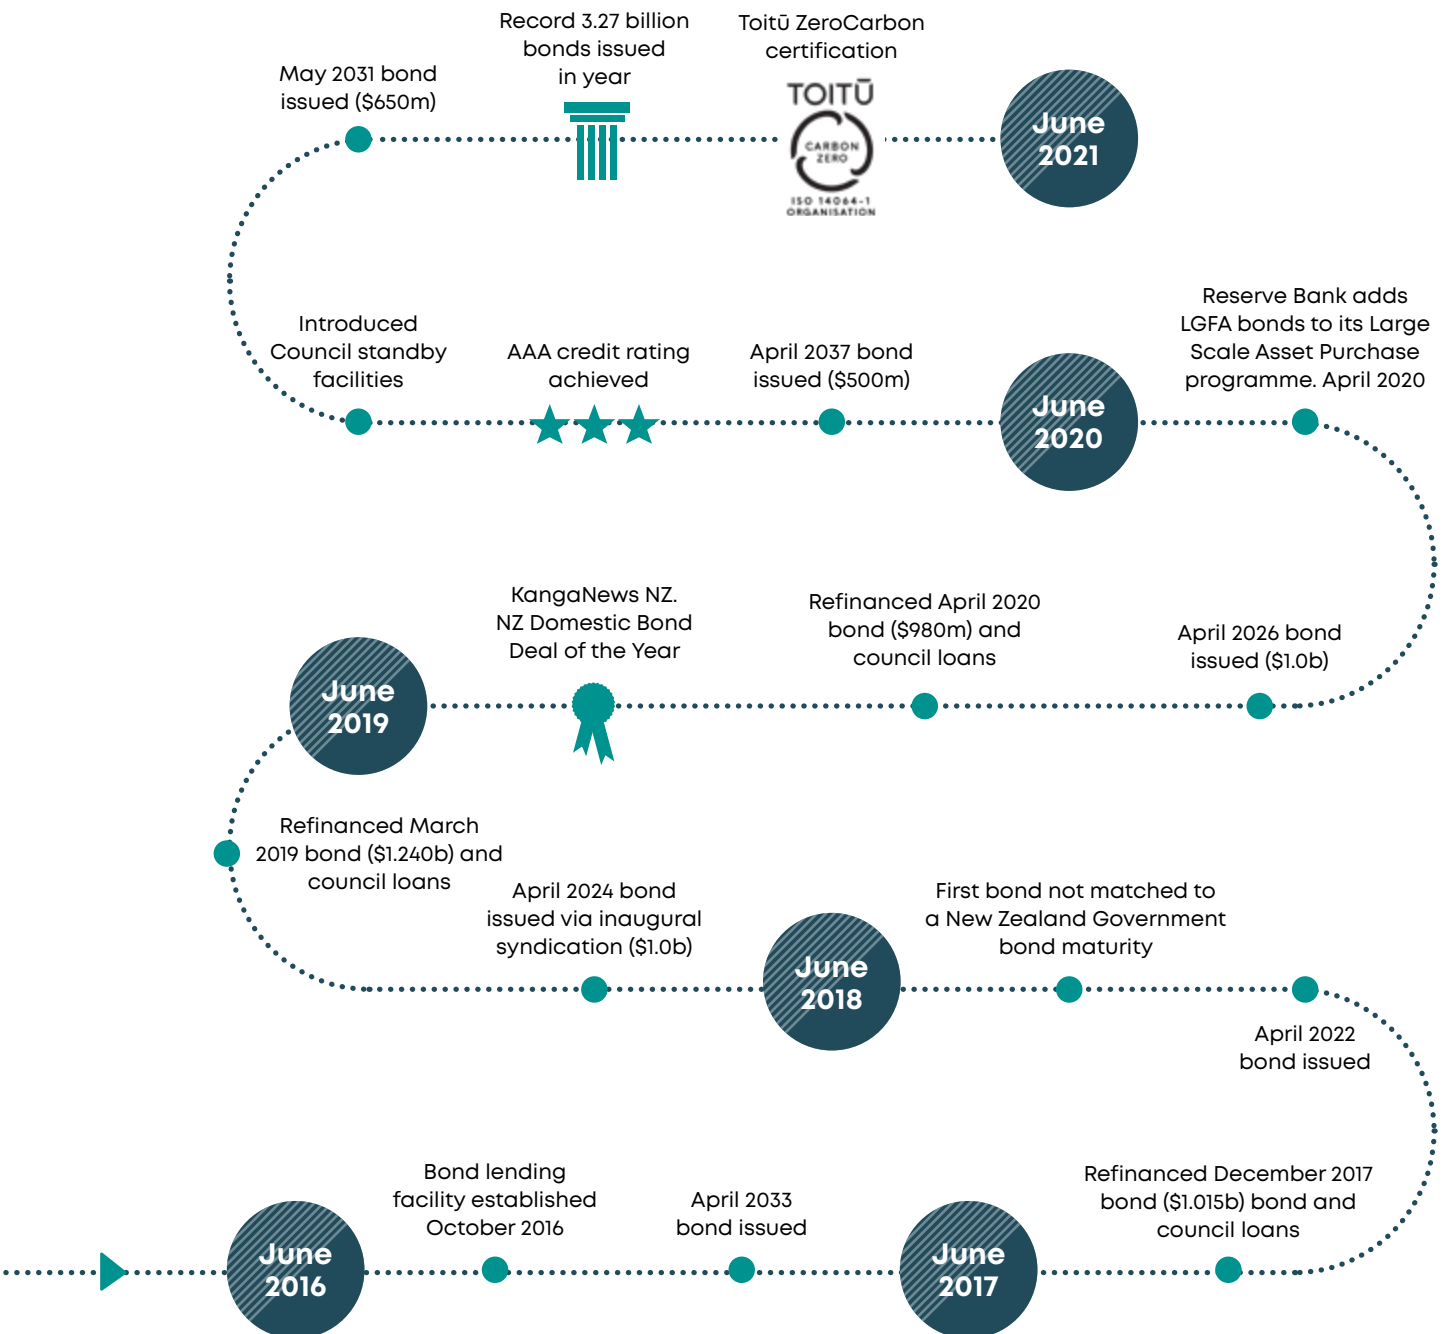 Record 3.27 billion
bonds issued
in year
Toitū ZeroCarbon
certification
May 2031 bond
issued ($650m)
TOITŪ
CARBON
ZERO
ISO 14064-1
ORGANISATION
June
2021
Introduced
Council standby
facilities
AAA credit rating
achieved
April 2037 bond
issued ($500m)
June
2020
Reserve Bank adds
LGFA bonds to its Large
Scale Asset Purchase
programme. April 2020
June
2019
KangaNews NZ.
NZ Domestic Bond
Deal of the Year
Refinanced April 2020
bond ($980m) and
council loans
April 2026 bond
issued ($1.0b)
Refinanced March
2019 bond ($1.240b) and
council loans
April 2024 bond
issued via inaugural
syndication ($1.0b)
June
2018
First bond not matched to
a New Zealand Government
bond maturity
April 2022
bond issued
June
2016
Bond lending
facility established
October 2016
April 2033
bond issued
June
2017
Refinanced December 2017
bond ($1.015b) bond and
council loans